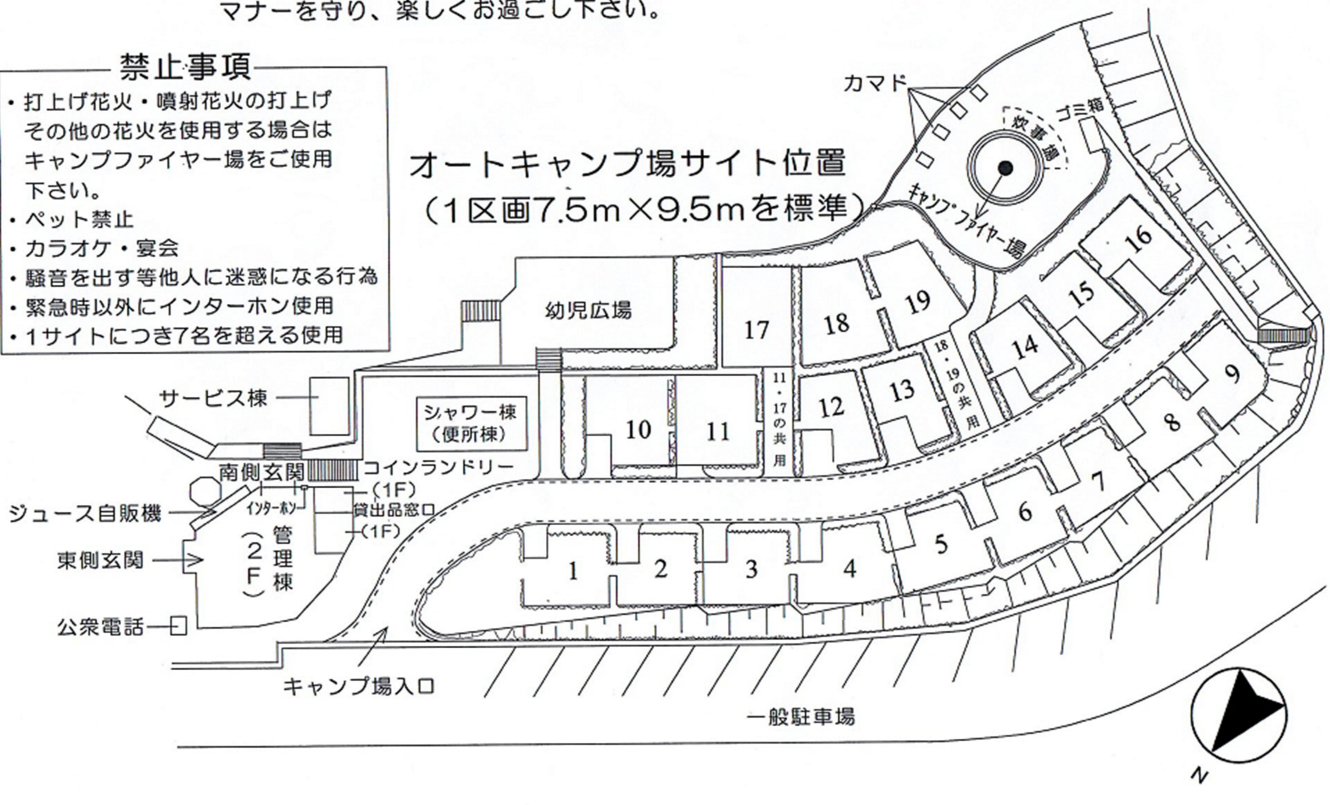 マナーを守り、楽しくお過ごし下さい。
禁止事項
・打上げ花火・噴射花火の打上げ
その他の花火を使用する場合は
キャンプファイヤー場をご使用
下さい。
・ペット禁止
・カラオケ・宴会
・騒音を出す等他人に迷惑になる行為
・緊急時以外にインターホン使用
・1サイトにつき7名を超える使用
オートキャンプ場サイト位置
（1区画7.5m×9.5mを標準）
カマド
炊事場
ゴミ箱
キャンプファイヤー場
幼児広場
17
18
19
16
15
14
9
10
11
11・17の共用
12
13
18・19の共用
8
7
6
5
4
3
2
1
サービス棟
シャワー棟
（便所棟）
南側玄関
コインランドリー
（1F）
インターホン
貸出品窓口
（1F）
ジュース自販機
東側玄関
管理棟
（2F）
公衆電話
キャンプ場入口
一般駐車場
N